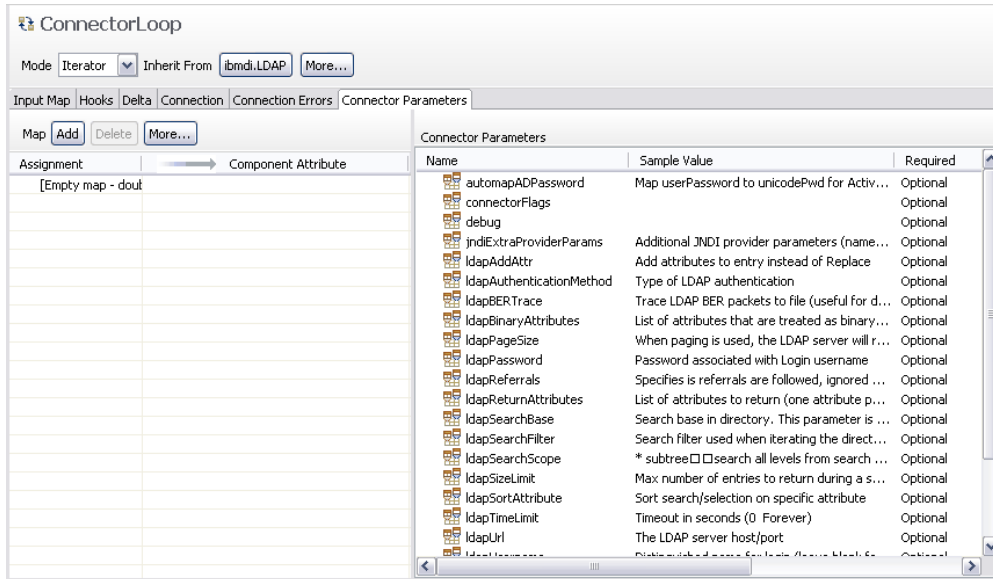 ConnectorLoop
Mode Iterator Inherit From ibmdi.LDAP More...
Input Map Hooks Delta Connection Connection Errors Connector Parameters
Map Add Delete More...
Assignment Component Attribute
[Empty map - doub
Connector Parameters
Name Sample Value Required
automapADPassword Map userPassword to unicodePwd for Activ... Optional
connectorFlags Optional
debug Optional
jndiExtraProviderParams Additional JNDI provider parameters (name... Optional
ldapAddAttr Add attributes to entry instead of Replace Optional
ldapAuthenticationMethod Type of LDAP authentication Optional
ldapBERTrace Trace LDAP BER packets to file (useful for d... Optional
ldapBinaryAttributes List of attributes that are treated as binary... Optional
ldapPageSize When paging is used, the LDAP server will r... Optional
ldapPassword Password associated with Login username Optional
ldapReferrals Specifies is referrals are followed, ignored ... Optional
ldapReturnAttributes List of attributes to return (one attribute p... Optional
ldapSearchBase Search base in directory. This parameter is ... Optional
ldapSearchFilter Search filter used when iterating the direct... Optional
ldapSearchScope * subtree□□search all levels from search ... Optional
ldapSizeLimit Max number of entries to return during a s... Optional
ldapSortAttribute Sort search/selection on specific attribute Optional
ldapTimeLimit Timeout in seconds (0 Forever) Optional
ldapUrl The LDAP server host/port Optional
ldapUsername Distinguished name for login (leave blank fo... Optional